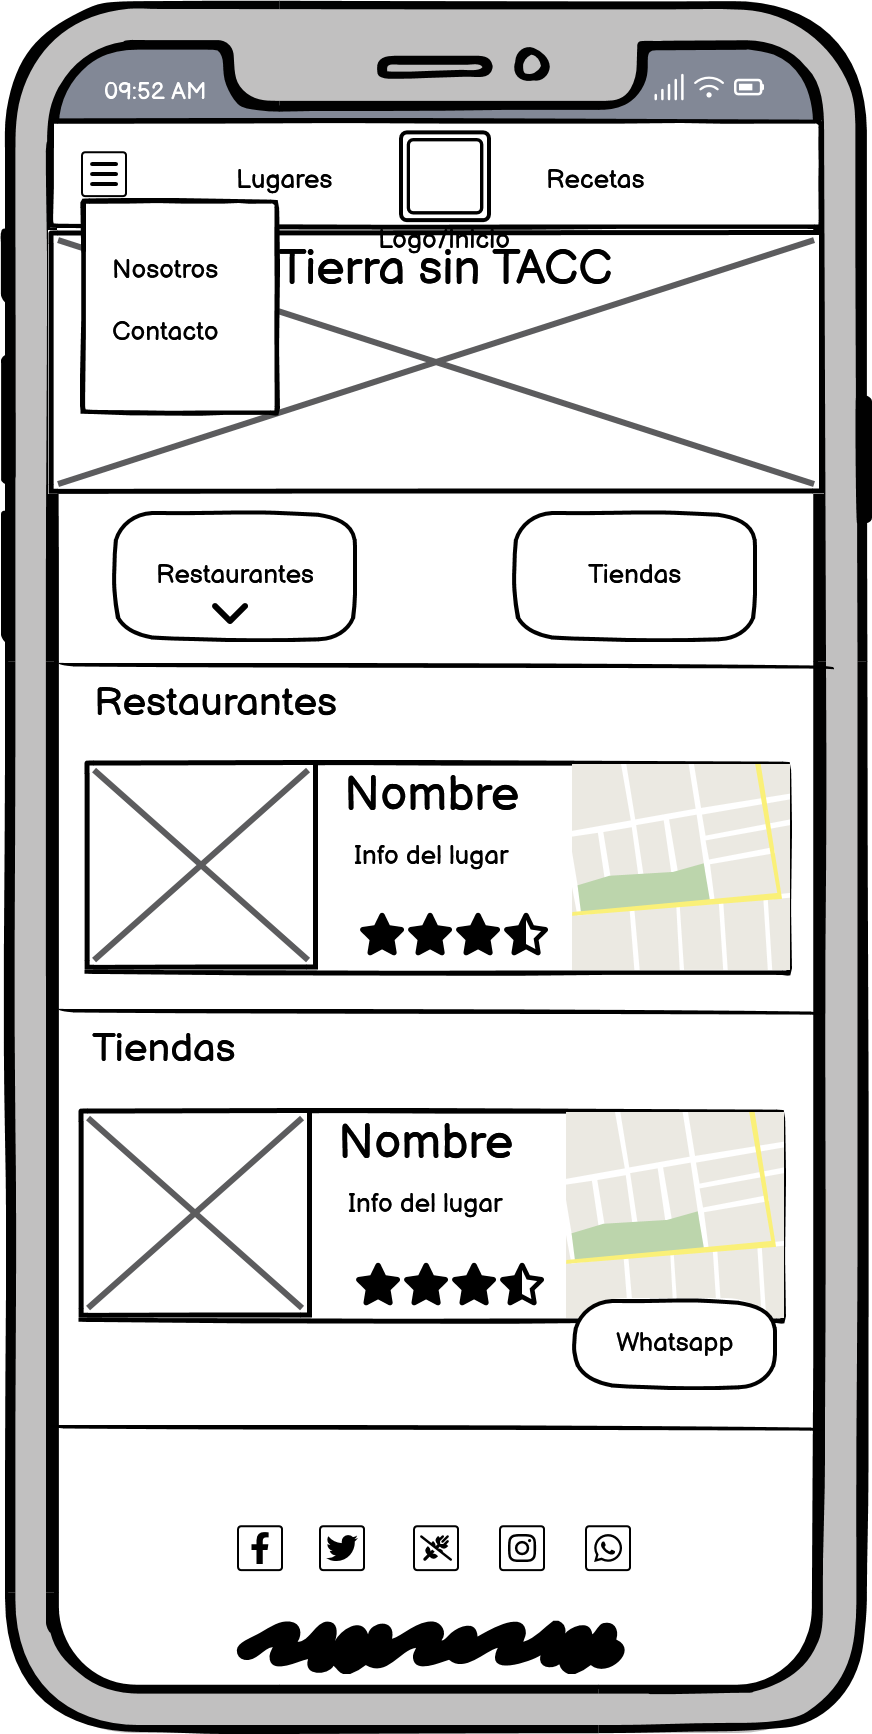 09:52 AM
Lugares
Recetas
Logo/Inicio
Tierra sin TACC
Nosotros
Contacto
Restaurantes
Tiendas
Restaurantes
Nombre
Info del lugar
Tiendas
Nombre
Info del lugar
Whatsapp